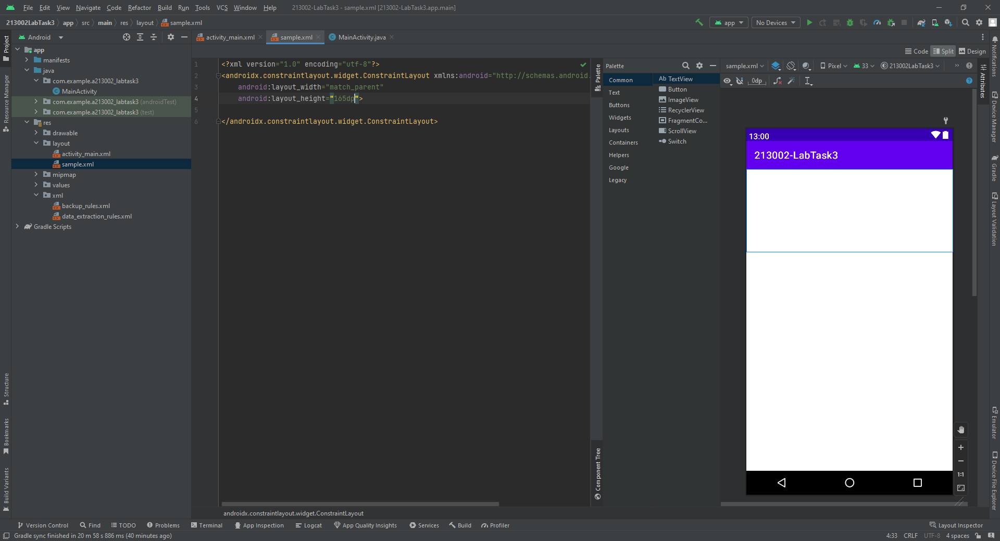 File Edit View Navigate Code Refactor Build Run Tools VCS Window Help 213002-LabTask3 - sample.xml [213002-LabTask3.app.main]
213002LabTask3 app src main res layout sample.xml app No Devices
Android activity_main.xml sample.xml MainActivity.java
Code Split Design
Project
Resource Manager
Structure
Bookmarks
Build Variants
app
manifests
java
com.example.a213002_labtask3
MainActivity
com.example.a213002_labtask3 (androidTest)
com.example.a213002_labtask3 (test)
res
drawable
layout
activity_main.xml
sample.xml
mipmap
values
xml
backup_rules.xml
data_extraction_rules.xml
Gradle Scripts
1 <?xml version="1.0" encoding="utf-8"?>
2 <androidx.constraintlayout.widget.ConstraintLayout xmlns:android="http://schemas.android.
3 android:layout_width="match_parent"
4 android:layout_height="165dp">
5
6 </androidx.constraintlayout.widget.ConstraintLayout>
androidx.constraintlayout.widget.ConstraintLayout
Palette
Component Tree
Palette
Common
Text
Buttons
Widgets
Layouts
Containers
Helpers
Google
Legacy
Ab TextView
Button
ImageView
RecyclerView
FragmentCo...
ScrollView
Switch
sample.xml Pixel 33 213002LabTask3
0dp
13:00
213002-LabTask3
1:1
Attributes
Notifications
Device Manager
Gradle
Layout Validation
Emulator
Device File Explorer
Version Control Find TODO Problems Terminal App Inspection Logcat App Quality Insights Services Build Profiler Layout Inspector
Gradle sync finished in 20 m 58 s 886 ms (40 minutes ago) 4:33 CRLF UTF-8 4 spaces